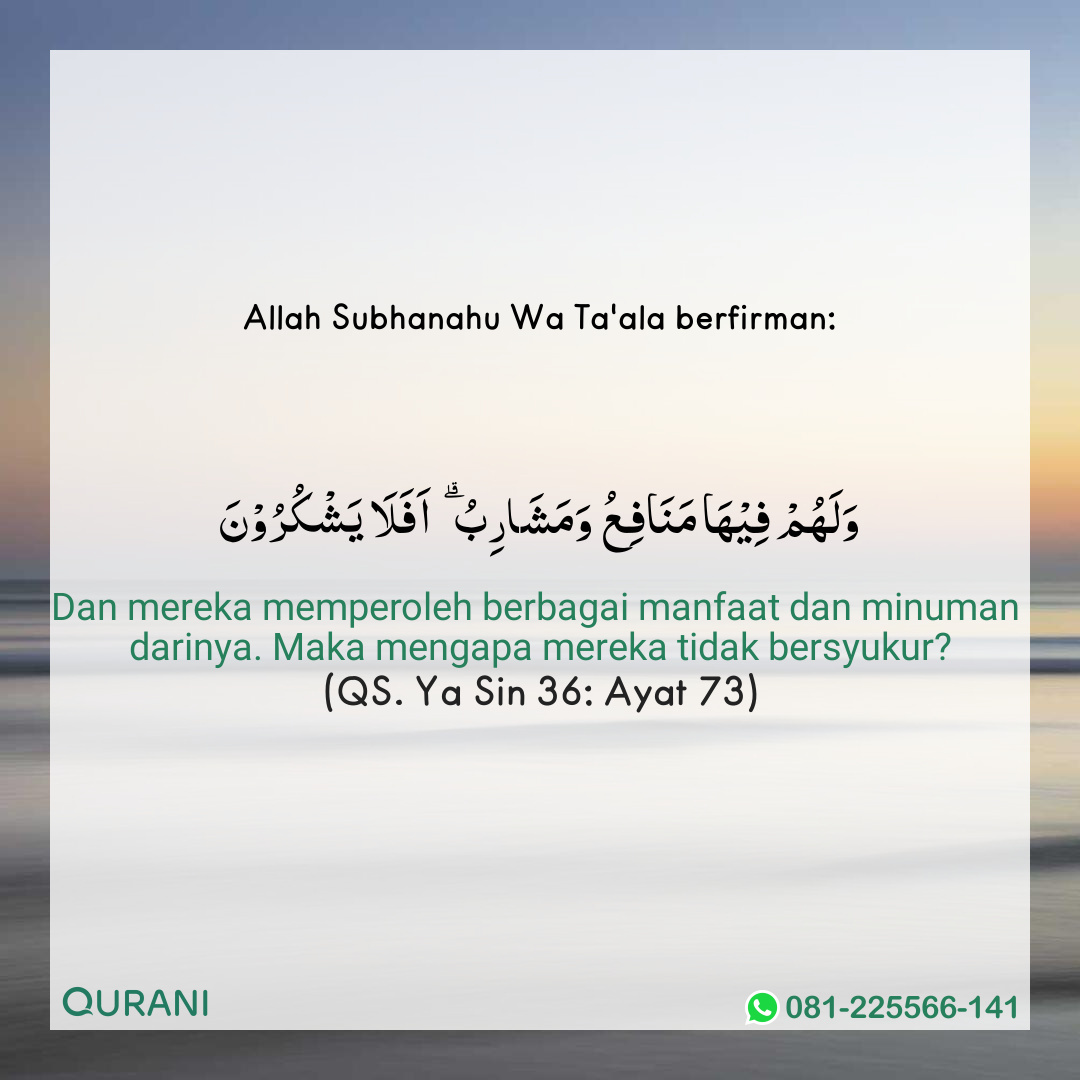 Allah Subhanahu Wa Ta'ala berfirman:
وَلَهُمْ فِيْهَا مَنَافِعُ وَمَشَارِبُ ۗ اَفَلَا يَشْكُرُوْنَ
Dan mereka memperoleh berbagai manfaat dan minuman
darinya. Maka mengapa mereka tidak bersyukur?
(QS. Ya Sin 36: Ayat 73)
QURANI
081-225566-141